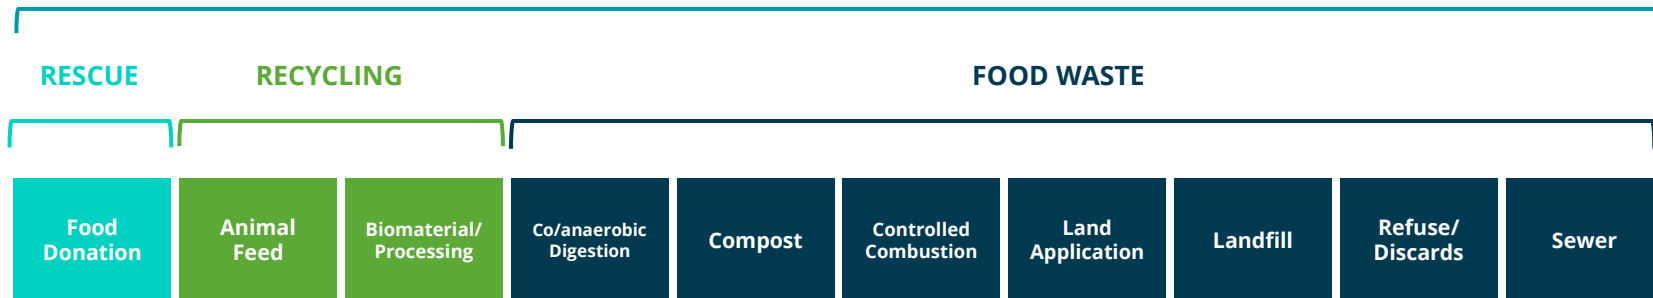 RESCUE
RECYCLING
FOOD WASTE
Food
Donation
Animal
Feed
Biomaterial/
Processing
Co/anaerobic
Digestion
Compost
Controlled
Combustion
Land
Application
Landfill
Refuse/
Discards
Sewer